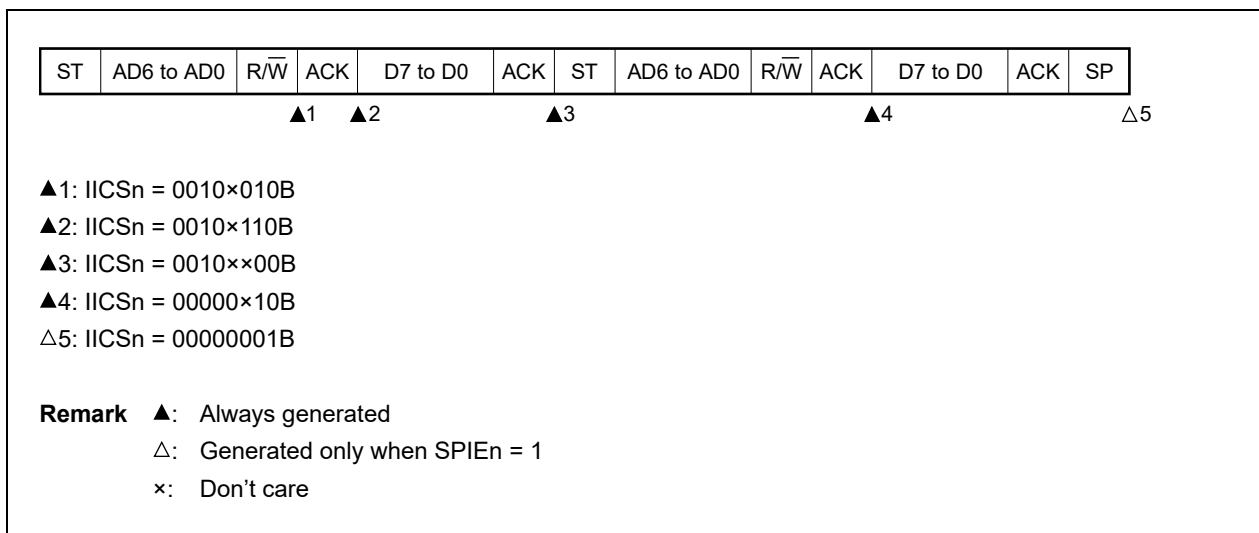 ST AD6 to AD0 R/W̅ ACK D7 to D0 ACK ST AD6 to AD0 R/W̅ ACK D7 to D0 ACK SP
▲1 ▲2 ▲3 ▲4 △5
▲1: IICSn = 0010×010B
▲2: IICSn = 0010×110B
▲3: IICSn = 0010××00B
▲4: IICSn = 00000×10B
△5: IICSn = 00000001B
Remark ▲: Always generated
△: Generated only when SPIEn = 1
×: Don't care